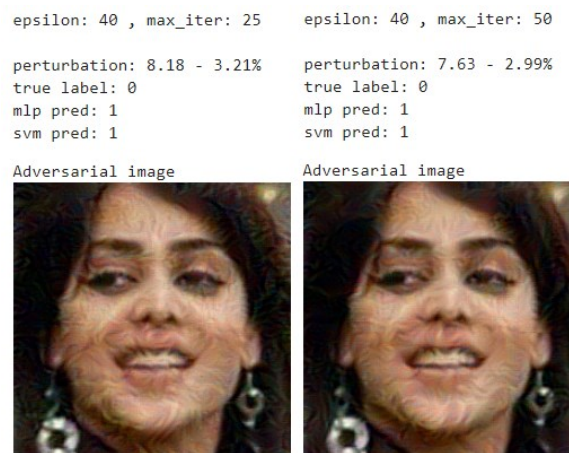 epsilon: 40 , max_iter: 25
perturbation: 8.18 - 3.21%
true label: 0
mlp pred: 1
svm pred: 1
Adversarial image
epsilon: 40 , max_iter: 50
perturbation: 7.63 - 2.99%
true label: 0
mlp pred: 1
svm pred: 1
Adversarial image